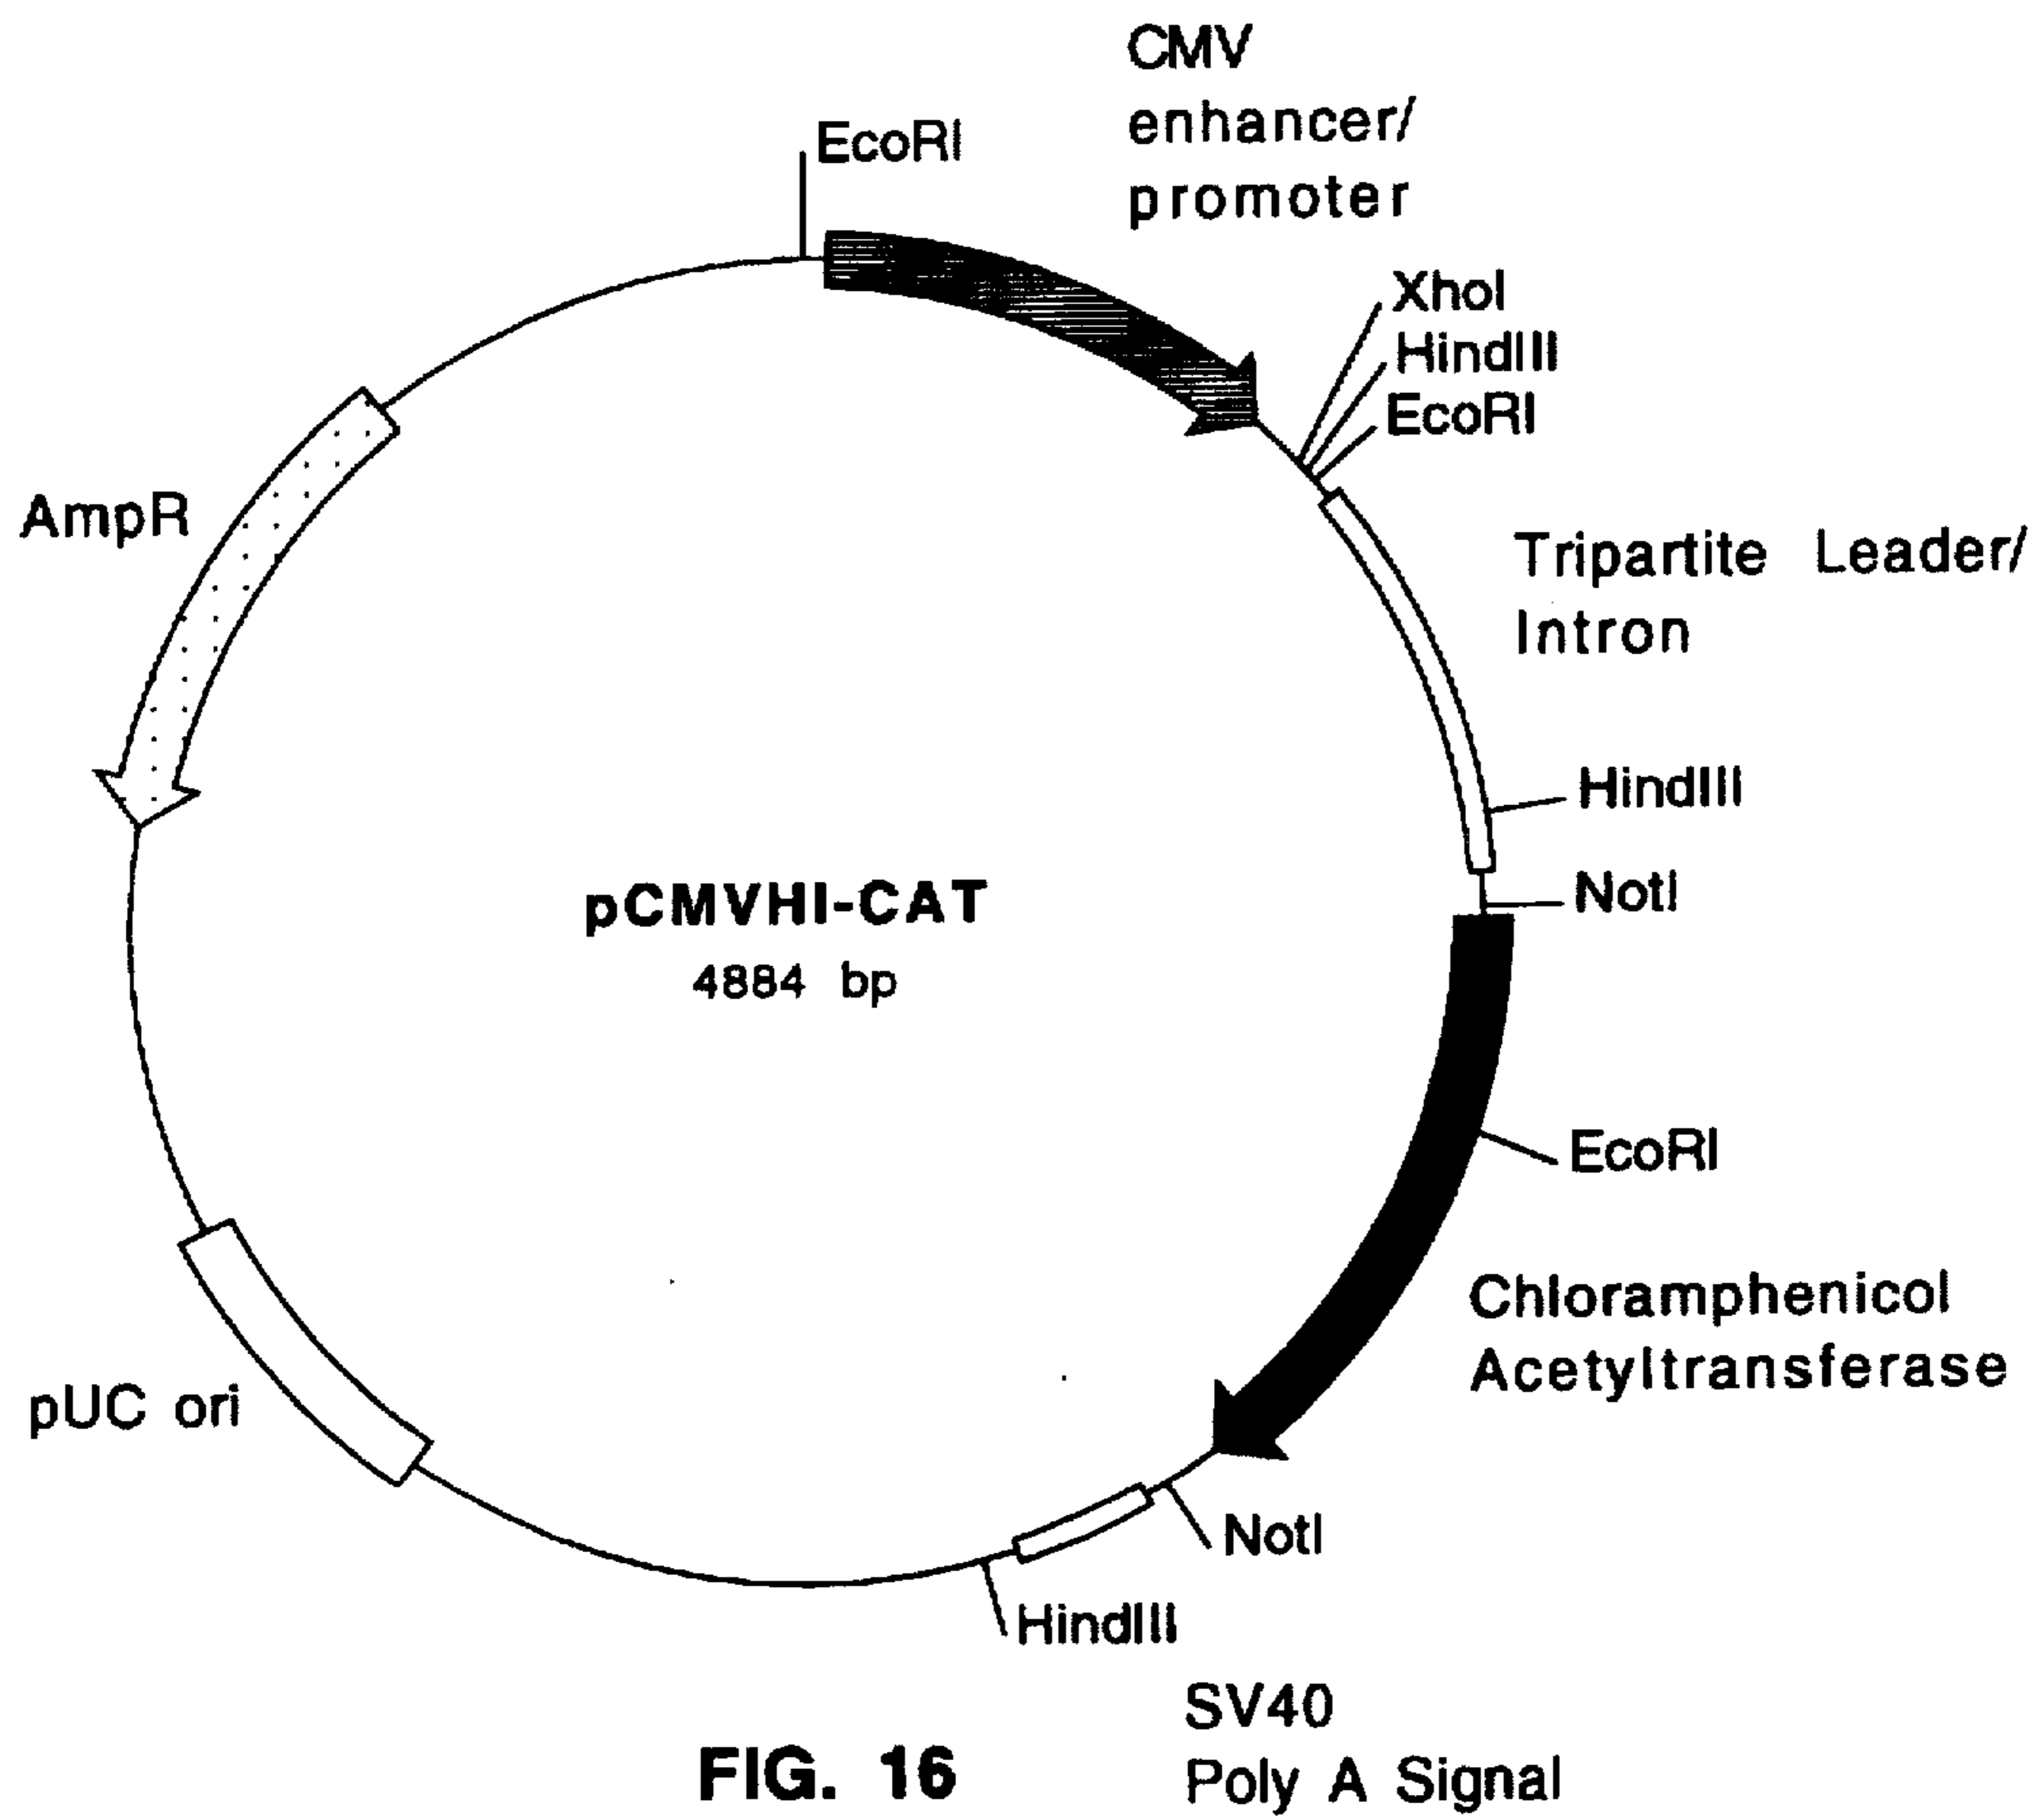 CMV
enhancer/
promoter
EcoRI
XhoI
HindIII
EcoRI
AmpR
Tripartite Leader/
Intron
HindIII
NotI
pCMVHI-CAT
4884 bp
EcoRI
Chloramphenicol
Acetyltransferase
pUC ori
NotI
HindIII
SV40
Poly A Signal
FIG. 16